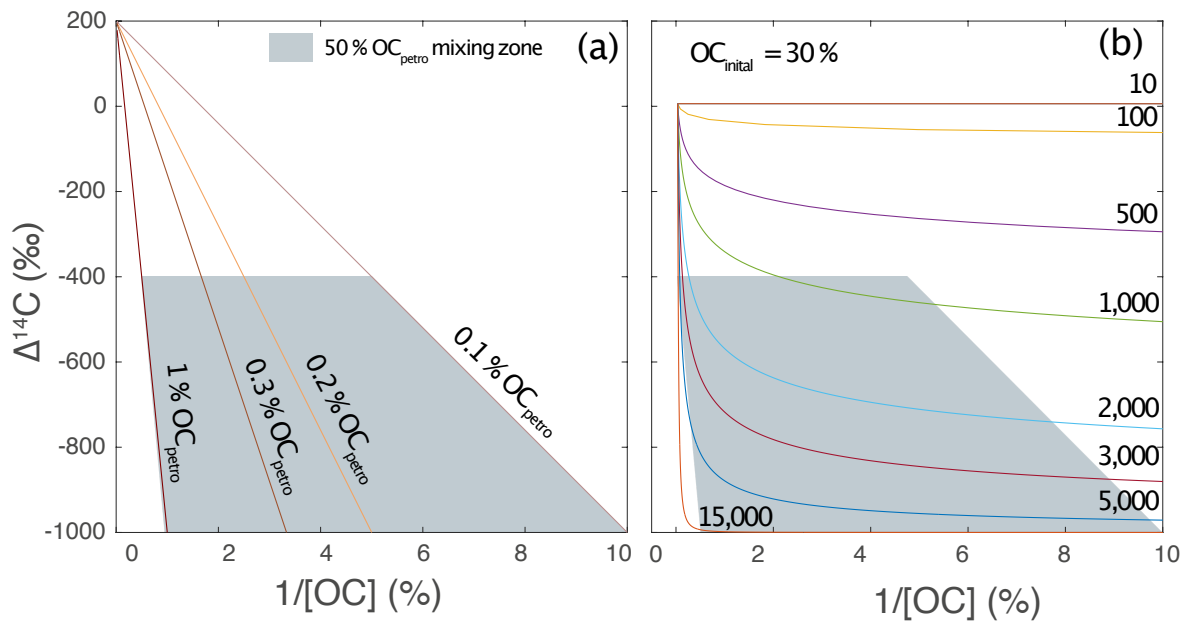 200
0
-200
-400
-600
-800
-1000
Δ¹⁴C (‰)
50 % OCpetro mixing zone
(a)
1 % OCpetro
0.3 % OCpetro
0.2 % OCpetro
0.1 % OCpetro
0 2 4 6 8 10
1/[OC] (%)
OCinital = 30 %
(b)
10
100
500
1,000
2,000
3,000
5,000
15,000
0 2 4 6 8 10
1/[OC] (%)